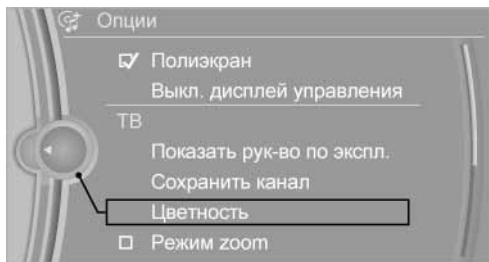 Опции
Полиэкран
Выкл. дисплей управления
ТВ
Показать рук-во по экспл.
Сохранить канал
Цветность
Режим zoom